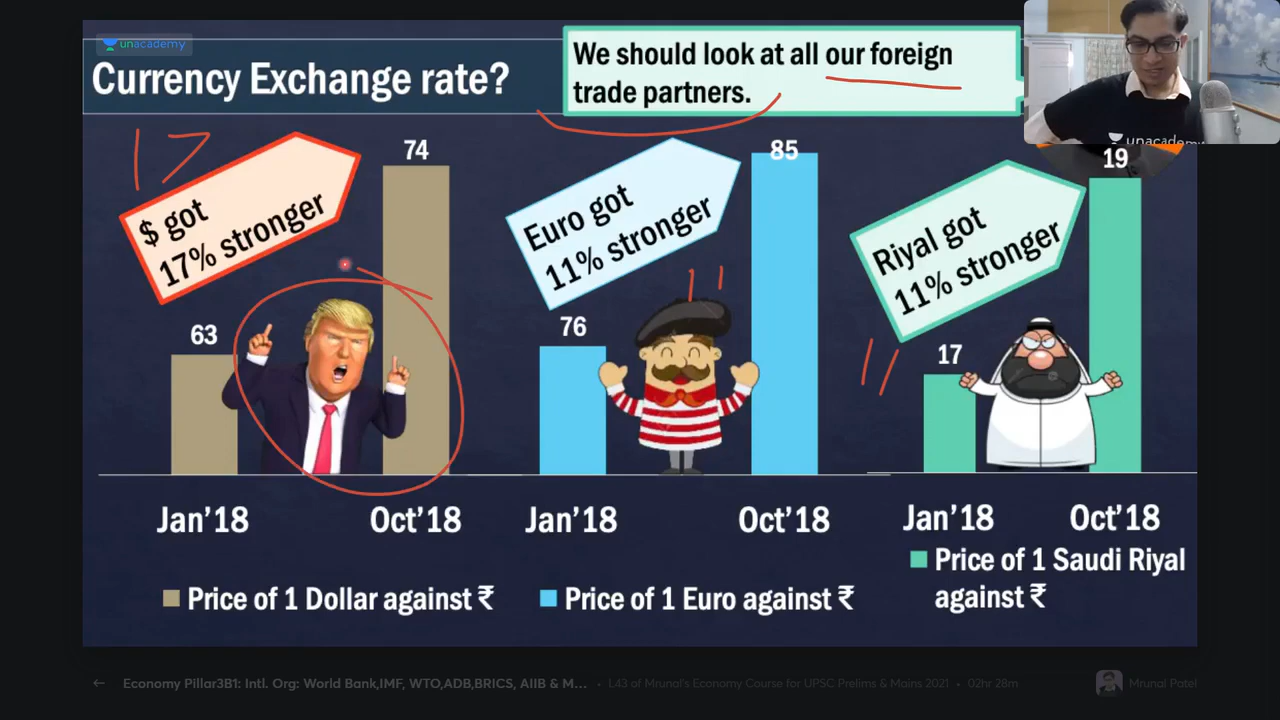 unacademy
Currency Exchange rate?
We should look at all our foreign
trade partners.
unacademy
17
$ got
17% stronger
63
74
Euro got
11% stronger
11
76
85
Riyal got
11% stronger
11
17
19
Jan’18
Oct’18
Jan’18
Oct’18
Jan’18
Oct’18
Price of 1 Dollar against ₹
Price of 1 Euro against ₹
Price of 1 Saudi Riyal
against ₹
Economy Pillar3B1: Intl. Org: World Bank,IMF, WTO,ADB,BRICS, AIIB & M... • L43 of Mrunal's Economy Course for UPSC Prelims & Mains 2021 • 02hr 28m
Mrunal Patel